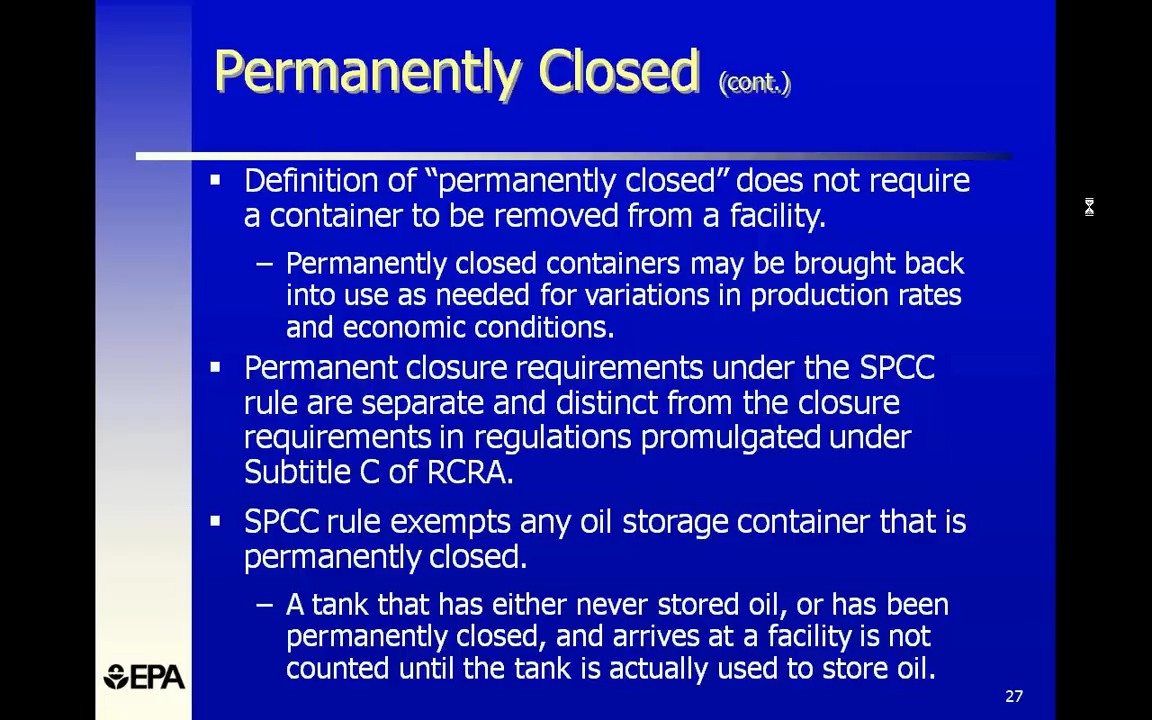 Permanently Closed (cont.)
▪ Definition of “permanently closed” does not require
a container to be removed from a facility.
– Permanently closed containers may be brought back
into use as needed for variations in production rates
and economic conditions.
▪ Permanent closure requirements under the SPCC
rule are separate and distinct from the closure
requirements in regulations promulgated under
Subtitle C of RCRA.
▪ SPCC rule exempts any oil storage container that is
permanently closed.
– A tank that has either never stored oil, or has been
permanently closed, and arrives at a facility is not
counted until the tank is actually used to store oil.
EPA
27